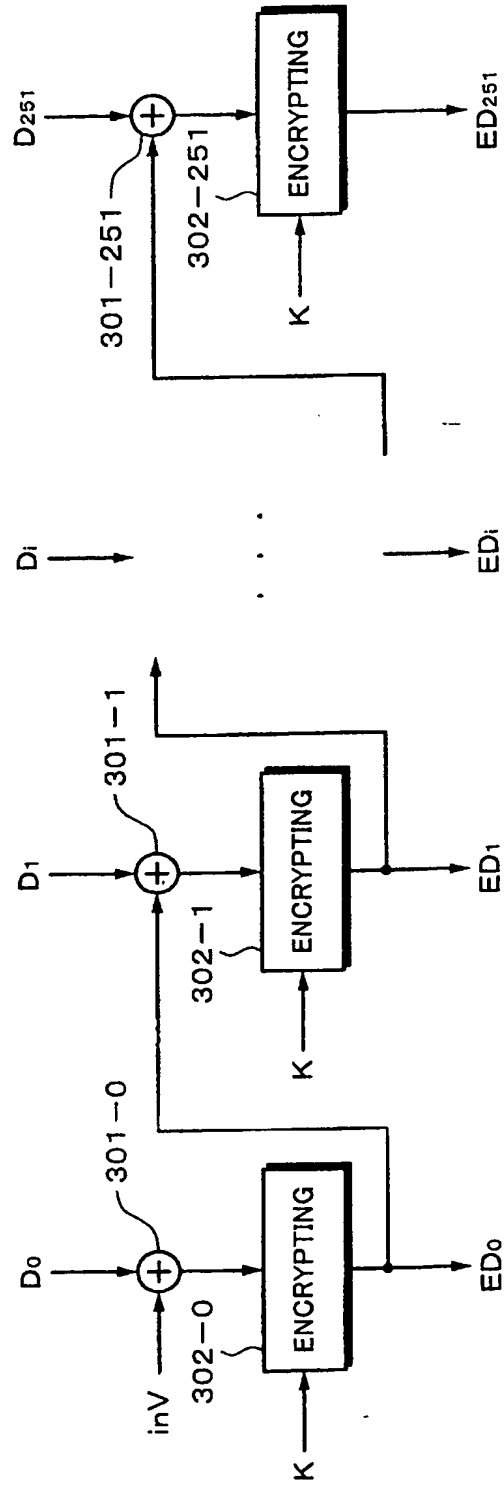 D0
D1
Di
D251
inV
301-0
301-1
301-251
302-0
302-1
302-251
ENCRYPTING
ENCRYPTING
ENCRYPTING
K
K
K
. . .
i
ED0
ED1
EDi
ED251